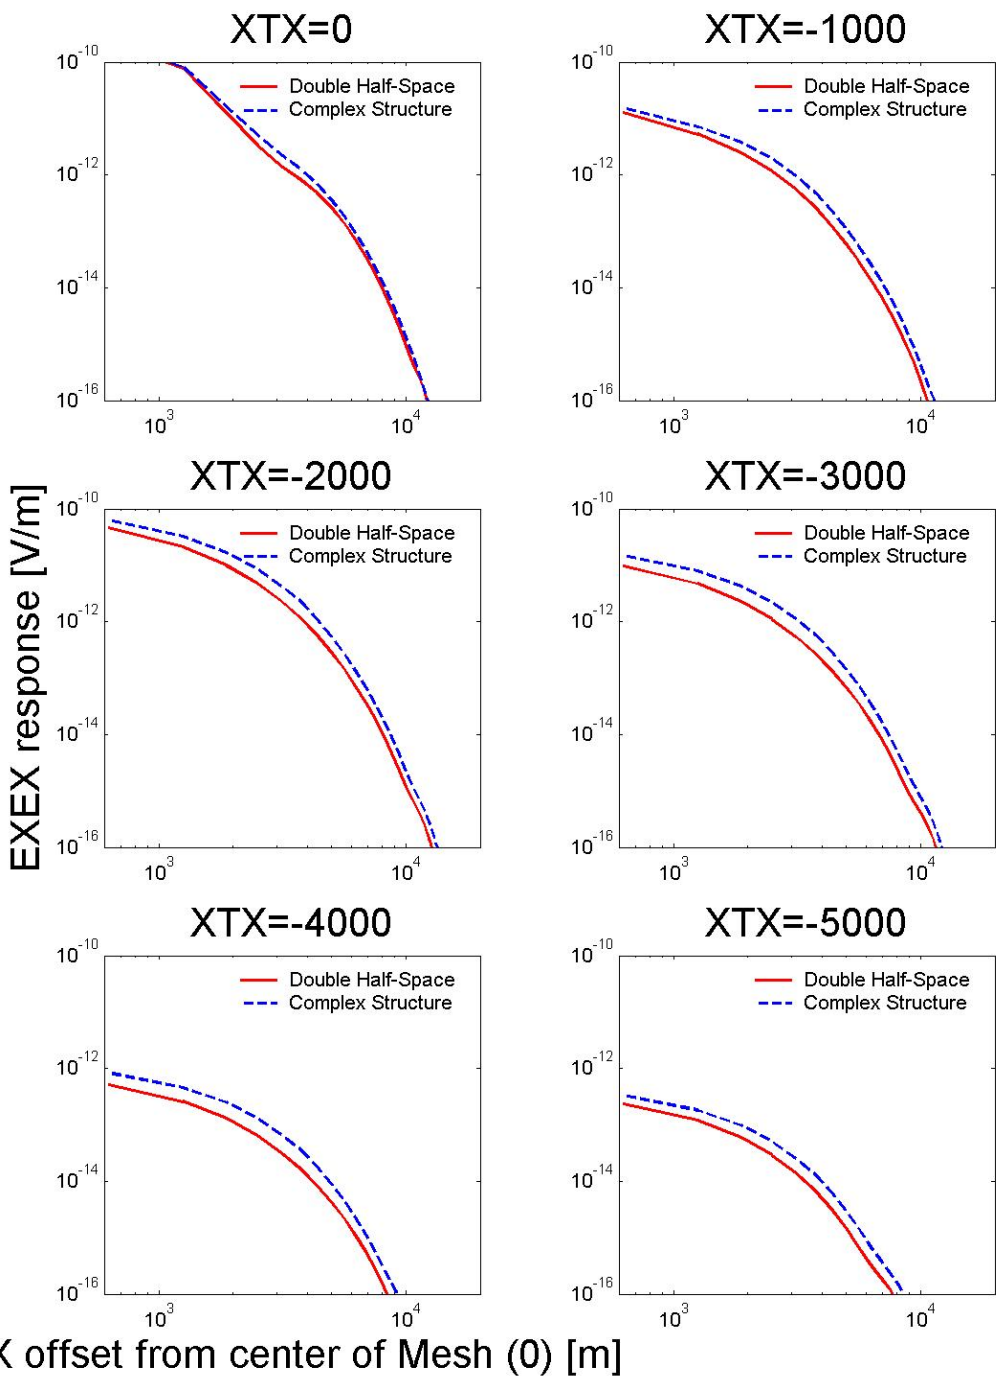 XTX=0
10^-10
10^-12
10^-14
10^-16
10^3
10^4
Double Half-Space
Complex Structure
XTX=-1000
10^-10
10^-12
10^-14
10^-16
10^3
10^4
Double Half-Space
Complex Structure
EXEX response [V/m]
XTX=-2000
10^-10
10^-12
10^-14
10^-16
10^3
10^4
Double Half-Space
Complex Structure
XTX=-3000
10^-10
10^-12
10^-14
10^-16
10^3
10^4
Double Half-Space
Complex Structure
XTX=-4000
10^-10
10^-12
10^-14
10^-16
10^3
10^4
Double Half-Space
Complex Structure
XTX=-5000
10^-10
10^-12
10^-14
10^-16
10^3
10^4
Double Half-Space
Complex Structure
X offset from center of Mesh (0) [m]